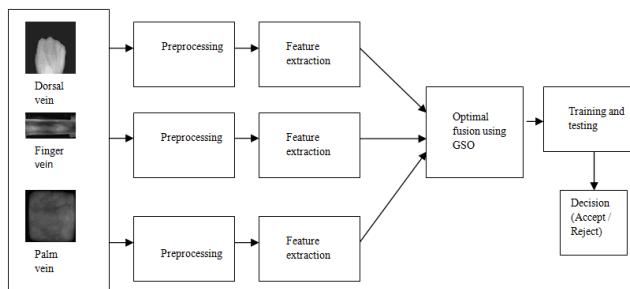 Dorsal
vein
Finger
vein
Palm
vein
Preprocessing
Feature
extraction
Preprocessing
Feature
extraction
Preprocessing
Feature
extraction
Optimal
fusion using
GSO
Training and
testing
Decision
(Accept /
Reject)